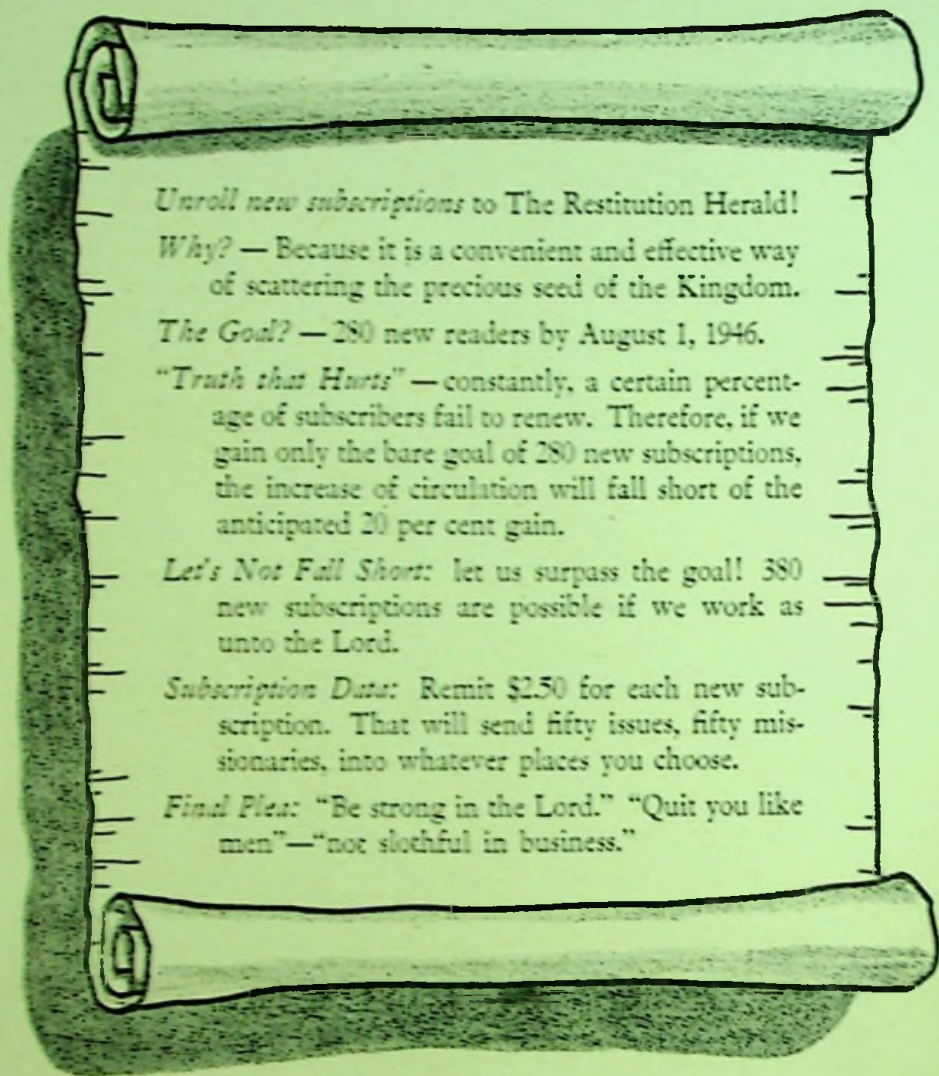 Unroll new subscriptions to The Restitution Herald!
Why? — Because it is a convenient and effective way
of scattering the precious seed of the Kingdom.
The Goal? — 280 new readers by August 1, 1946.
"Truth that Hurts" — constantly, a certain percent-
age of subscribers fail to renew. Therefore, if we
gain only the bare goal of 280 new subscriptions,
the increase of circulation will fall short of the
anticipated 20 per cent gain.
Let's Not Fall Short: let us surpass the goal! 380
new subscriptions are possible if we work as
unto the Lord.
Subscription Data: Remit $2.50 for each new sub-
scription. That will send fifty issues, fifty mis-
sionaries, into whatever places you choose.
Final Plea: "Be strong in the Lord." "Quit you like
men"—"not slothful in business."